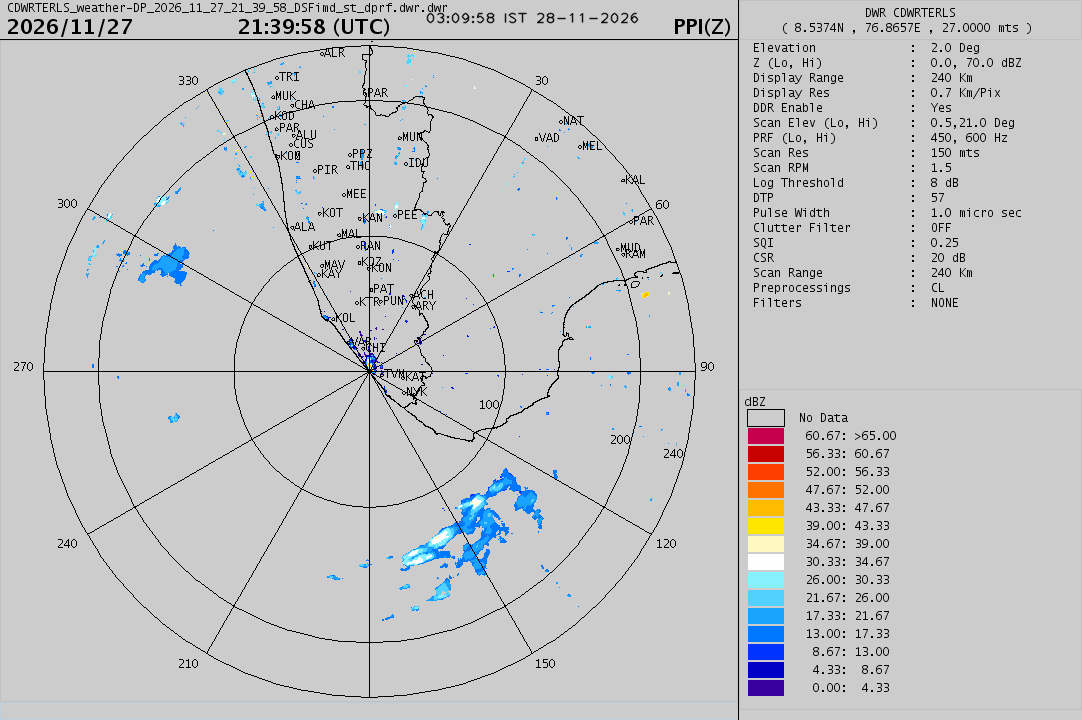 CDWRTERLS_weather-DP_2026_11_27_21_39_58_DSFimd_st_dprf.dwr.dwr
2026/11/27 21:39:58 (UTC) 03:09:58 IST 28-11-2026 PPI(Z)
DWR CDWRTERLS
( 8.5374N , 76.8657E , 27.0000 mts )
Elevation : 2.0 Deg
Z (Lo, Hi) : 0.0, 70.0 dBZ
Display Range : 240 Km
Display Res : 0.7 Km/Pix
DDR Enable : Yes
Scan Elev (Lo, Hi) : 0.5,21.0 Deg
PRF (Lo, Hi) : 450, 600 Hz
Scan Res : 150 mts
Scan RPM : 1.5
Log Threshold : 8 dB
DTP : 57
Pulse Width : 1.0 micro sec
Clutter Filter : OFF
SQI : 0.25
CSR : 20 dB
Scan Range : 240 Km
Preprocessings : CL
Filters : NONE
dBZ
No Data
60.67: >65.00
56.33: 60.67
52.00: 56.33
47.67: 52.00
43.33: 47.67
39.00: 43.33
34.67: 39.00
30.33: 34.67
26.00: 30.33
21.67: 26.00
17.33: 21.67
13.00: 17.33
8.67: 13.00
4.33: 8.67
0.00: 4.33
ALR
330 TRI 30
MUK PAR
CHA
KOD NAT
PAR
ALU MUN VAD
CUS MEL
KOM PPZ
THO IDU
PIR
KAL
MEE
300 60
KOT KAN PEE
PAR
ALA
MAL
KUT RAN MUD
RAM
MAV KOZ
KAY KON
PAT
KTR PUN ACH
ARY
KOL
VAR
CHI
270 TVM 90
KAT
NYK
100
200
240
240 120
210 150